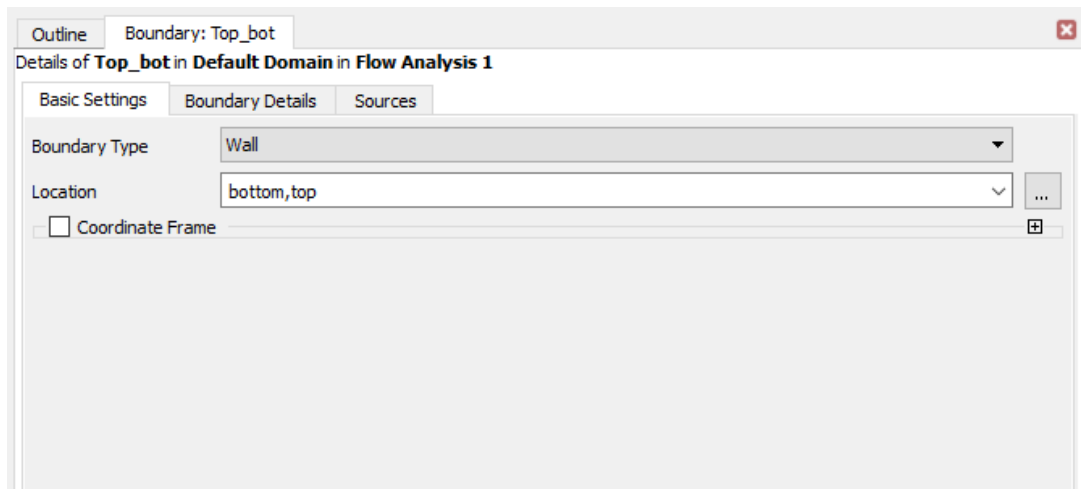 Outline Boundary: Top_bot
Details of Top_bot in Default Domain in Flow Analysis 1
Basic Settings Boundary Details Sources
Boundary Type Wall
Location bottom,top ...
Coordinate Frame